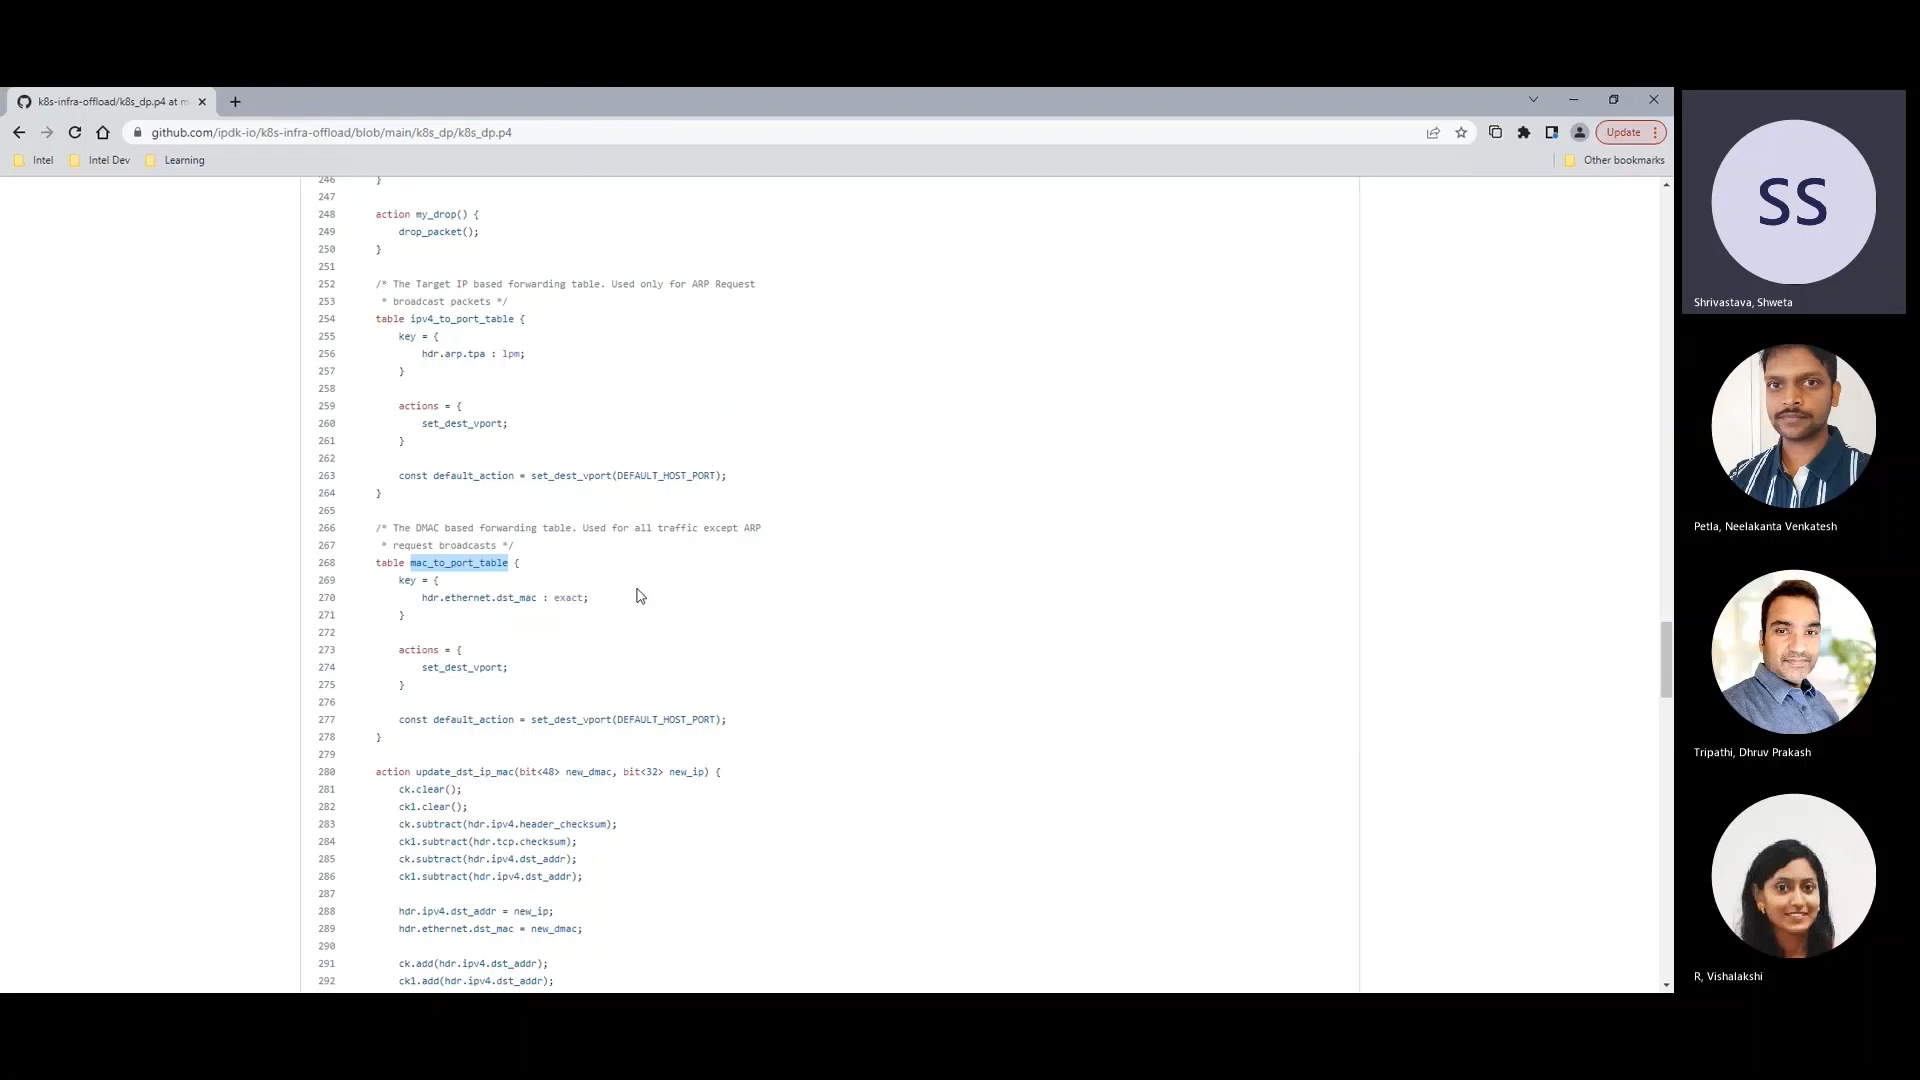 k8s-infra-offload/k8s_dp.p4 at m
github.com/ipdk-io/k8s-infra-offload/blob/main/k8s_dp/k8s_dp.p4
Update
Intel
Intel Dev
Learning
Other bookmarks
246 }
247
248 action my_drop() {
249 drop_packet();
250 }
251
252 /* The Target IP based forwarding table. Used only for ARP Request
253 * broadcast packets */
254 table ipv4_to_port_table {
255 key = {
256 hdr.arp.tpa : lpm;
257 }
258
259 actions = {
260 set_dest_vport;
261 }
262
263 const default_action = set_dest_vport(DEFAULT_HOST_PORT);
264 }
265
266 /* The DMAC based forwarding table. Used for all traffic except ARP
267 * request broadcasts */
268 table mac_to_port_table {
269 key = {
270 hdr.ethernet.dst_mac : exact;
271 }
272
273 actions = {
274 set_dest_vport;
275 }
276
277 const default_action = set_dest_vport(DEFAULT_HOST_PORT);
278 }
279
280 action update_dst_ip_mac(bit<48> new_dmac, bit<32> new_ip) {
281 ck.clear();
282 ck1.clear();
283 ck.subtract(hdr.ipv4.header_checksum);
284 ck1.subtract(hdr.tcp.checksum);
285 ck.subtract(hdr.ipv4.dst_addr);
286 ck1.subtract(hdr.ipv4.dst_addr);
287
288 hdr.ipv4.dst_addr = new_ip;
289 hdr.ethernet.dst_mac = new_dmac;
290
291 ck.add(hdr.ipv4.dst_addr);
292 ck1.add(hdr.ipv4.dst_addr);
SS
Shrivastava, Shweta
Petla, Neelakanta Venkatesh
Tripathi, Dhruv Prakash
R, Vishalakshi